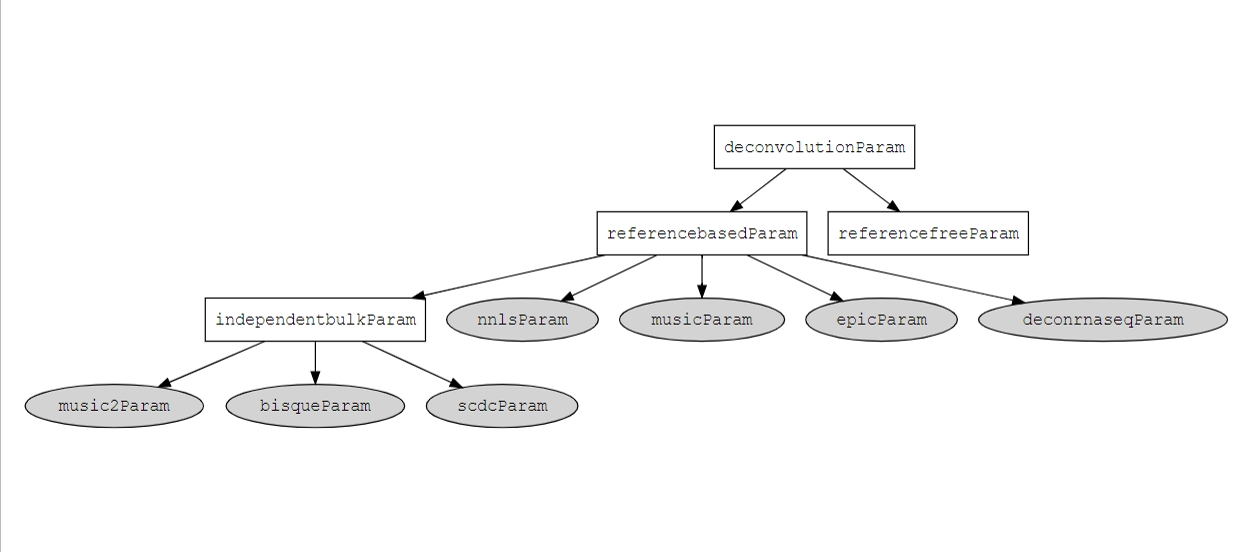 deconvolutionParam
referencebasedParam
referencefreeParam
independentbulkParam
nnlsParam
musicParam
epicParam
deconrnaseqParam
music2Param
bisqueParam
scdcParam